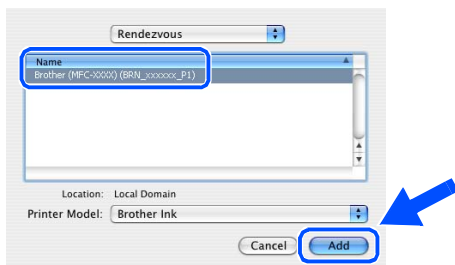 Rendezvous
Name
Brother (MFC-XXXX) (BRN_xxxxxx_P1)
Location: Local Domain
Printer Model: Brother Ink
Cancel Add